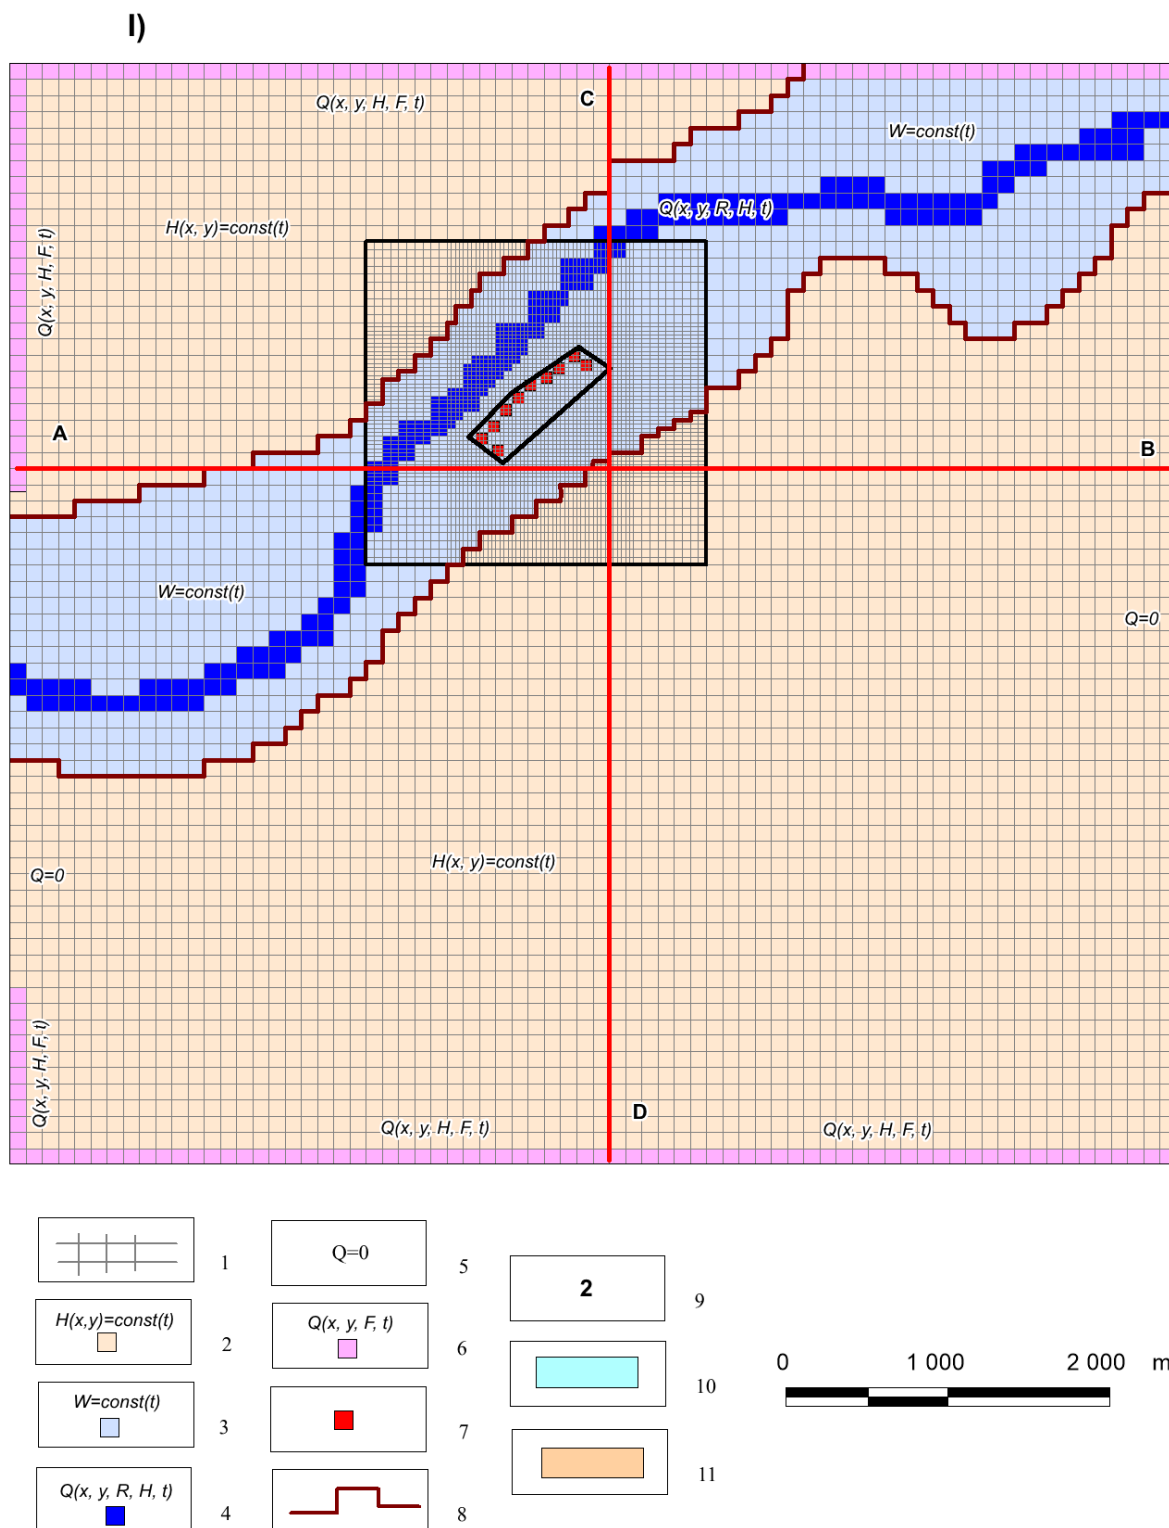 I)
C
Q(x, y, H, F, t)
W=const(t)
Q(x, y, R, H, t)
H(x, y)=const(t)
Q(x, y, H, F, t)
A
B
W=const(t)
Q=0
H(x, y)=const(t)
Q=0
Q(x, y, H, F, t)
D
Q(x, y, H, F, t)
Q(x, y, H, F, t)
1
Q=0
5
2
9
H(x,y)=const(t)
2
Q(x, y, F, t)
6
10
0
1 000
2 000
m
W=const(t)
3
7
11
Q(x, y, R, H, t)
4
8